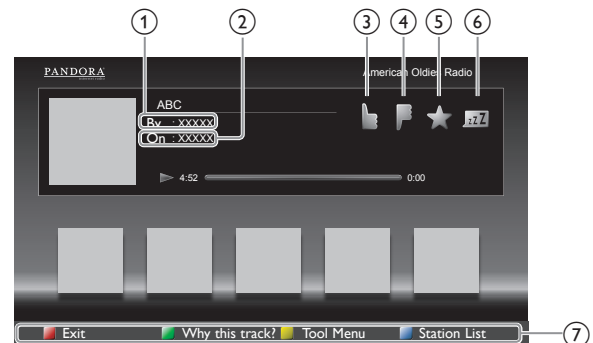 1 2 3 4 5 6
PANDORA American Oldies Radio
ABC
By : XXXXX
On : XXXXX
zzZ
4:52 0:00
Exit Why this track? Tool Menu Station List 7